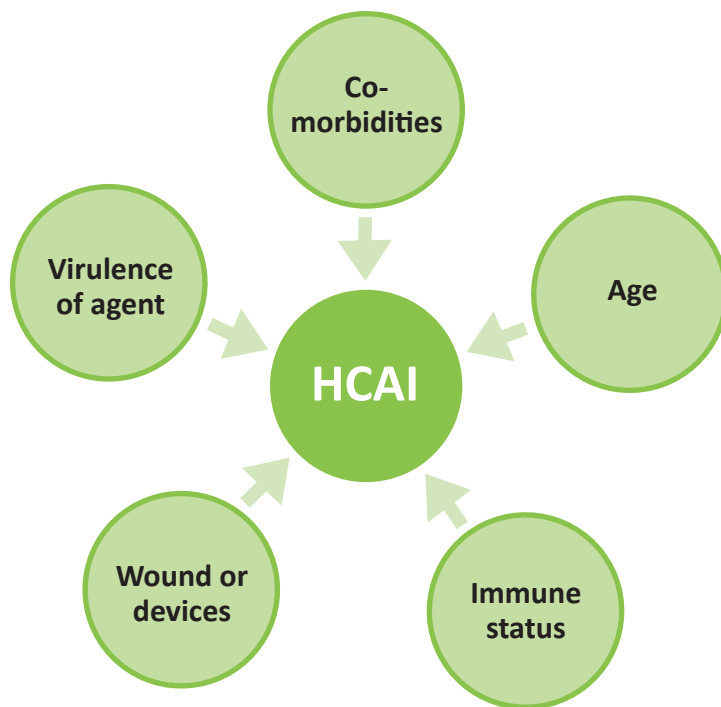 Co-
morbidities
Virulence
of agent
Age
HCAI
Wound or
devices
Immune
status